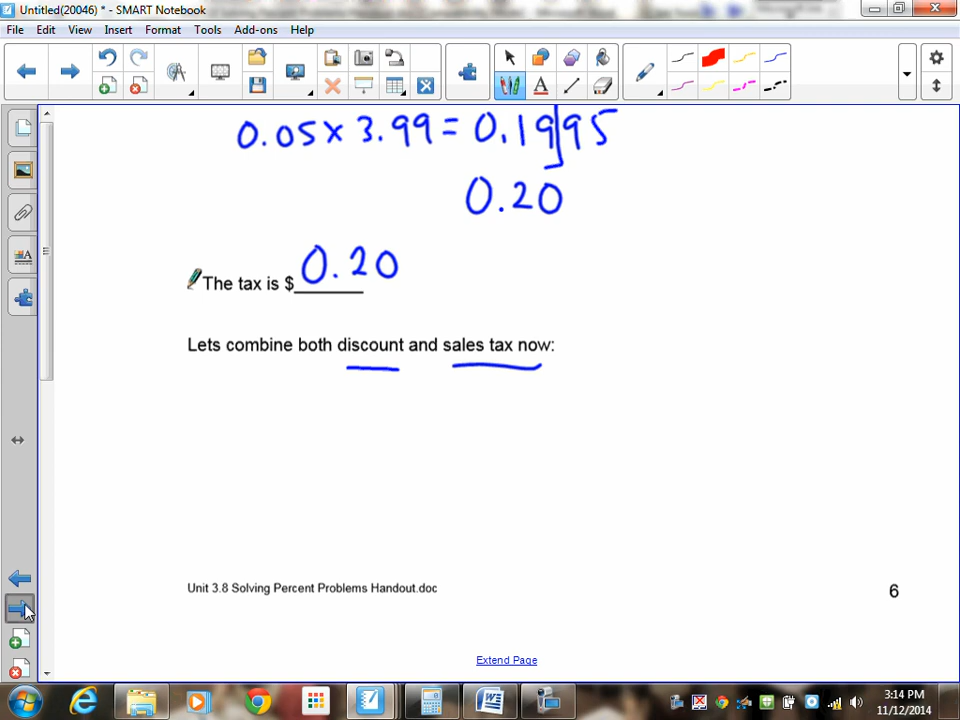 Untitled(20046) * - SMART Notebook
File Edit View Insert Format Tools Add-ons Help
0.05 x 3.99 = 0.1995
0.20
The tax is $ 0.20
Lets combine both discount and sales tax now:
Unit 3.8 Solving Percent Problems Handout.doc
6
Extend Page
3:14 PM
11/12/2014